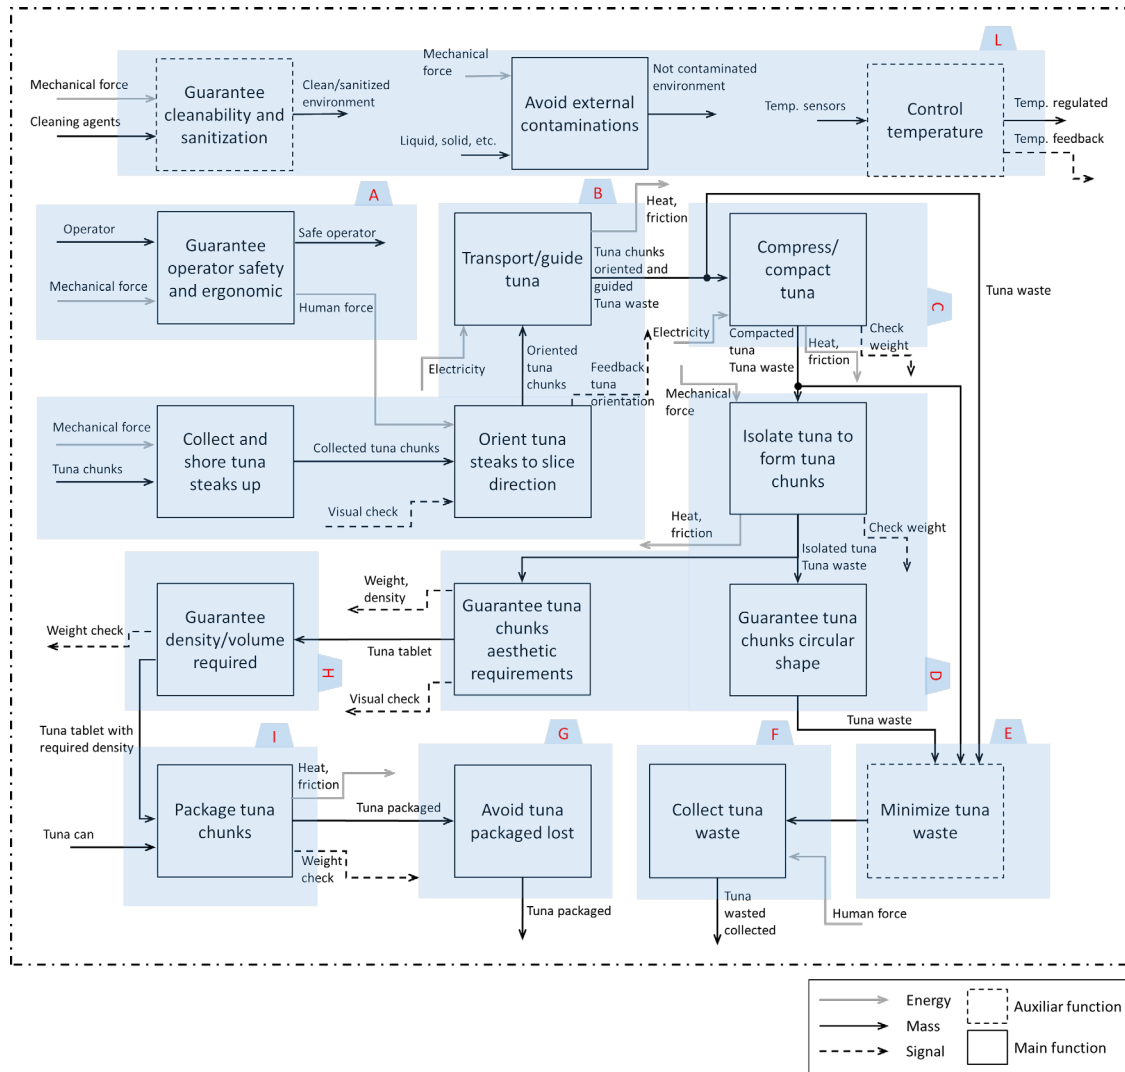 L
Mechanical force
Cleaning agents
Guarantee
cleanability and
sanitization
Clean/sanitized
environment
Mechanical
force
Liquid, solid, etc.
Avoid external
contaminations
Not contaminated
environment
Temp. sensors
Control
temperature
Temp. regulated
Temp. feedback
A
Operator
Mechanical force
Guarantee
operator safety
and ergonomic
Safe operator
Human force
B
Transport/guide
tuna
Heat,
friction
Tuna chunks
oriented and
guided
Tuna waste
Electricity
Oriented
tuna
chunks
Feedback
tuna
orientation
C
Compress/
compact
tuna
Electricity
Compacted
tuna
Tuna waste
Heat,
friction
Check
weight
Tuna waste
Mechanical force
Tuna chunks
Collect and
shore tuna
steaks up
Collected tuna chunks
Visual check
Orient tuna
steaks to slice
direction
Mechanical
force
Isolate tuna to
form tuna
chunks
Heat,
friction
Check weight
Isolated tuna
Tuna waste
Weight check
Guarantee
density/volume
required
H
Weight,
density
Tuna tablet
Visual check
Guarantee tuna
chunks
aesthetic
requirements
Guarantee tuna
chunks circular
shape
D
Tuna waste
Tuna tablet with
required density
I
Tuna can
Package tuna
chunks
Heat,
friction
Tuna packaged
Weight
check
G
Avoid tuna
packaged lost
Tuna packaged
F
Collect tuna
waste
Tuna
wasted
collected
E
Minimize tuna
waste
Human force
Energy
Mass
Signal
Auxiliar function
Main function